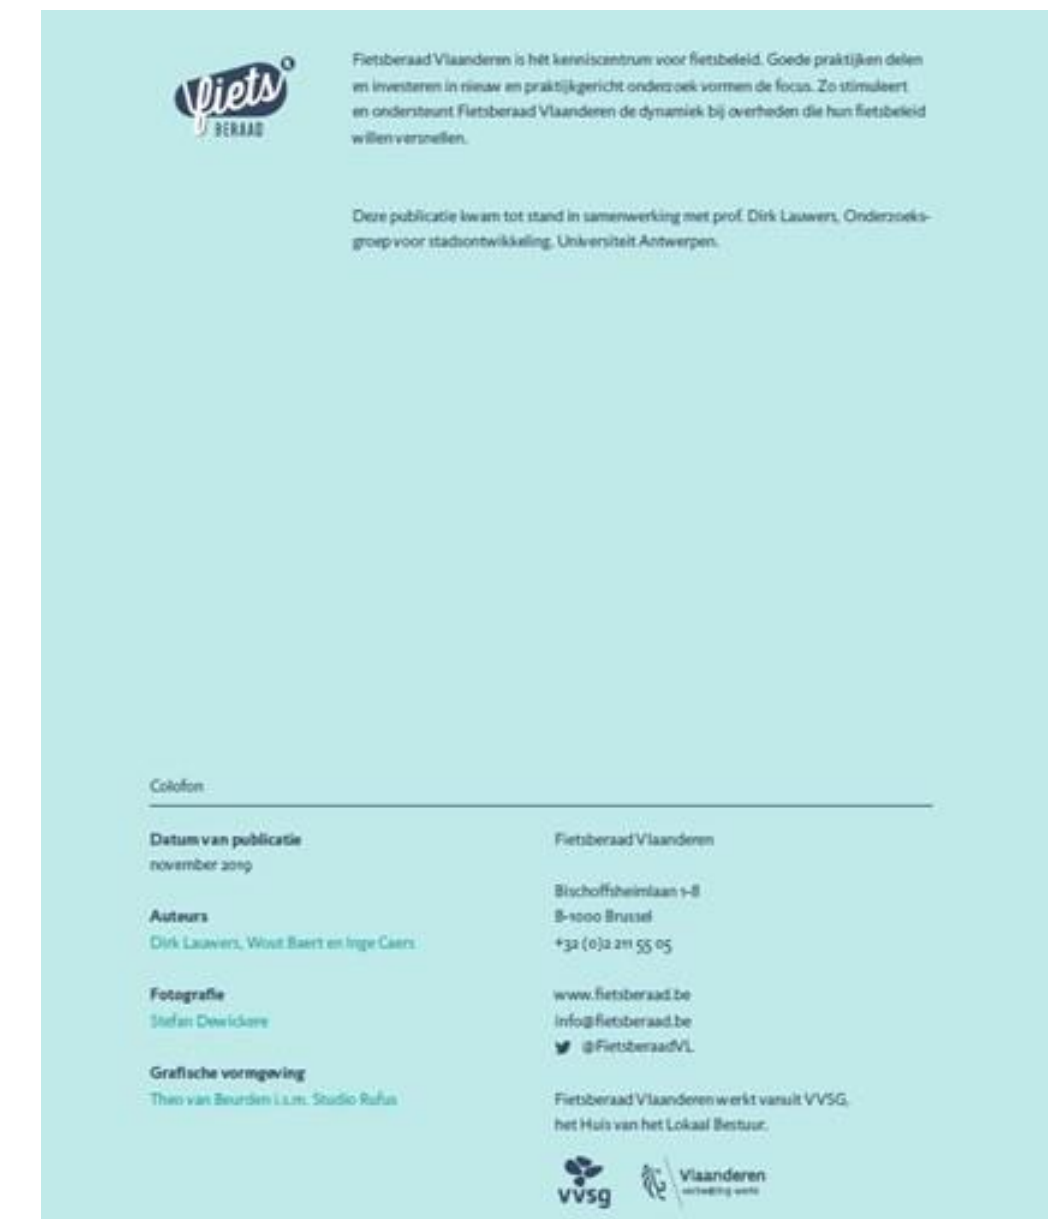 fiets
BERAAD
Fietsberaad Vlaanderen is hét kenniscentrum voor fietsbeleid. Goede praktijken delen
en investeren in nieuw en praktijkgericht onderzoek vormen de focus. Zo stimuleert
en ondersteunt Fietsberaad Vlaanderen de dynamiek bij overheden die hun fietsbeleid
willen versnellen.
Deze publicatie kwam tot stand in samenwerking met prof. Dirk Lauwers, Onderzoeks-
groep voor stadsontwikkeling, Universiteit Antwerpen.
Colofon
Datum van publicatie
november 2019
Auteurs
Dirk Lauwers, Wout Baert en Inge Caers
Fotografie
Stefan Dewickere
Grafische vormgeving
Theo van Beurden i.s.m. Studio Rufus
Fietsberaad Vlaanderen
Bischoffsheimlaan 1-8
B-1000 Brussel
+32 (0)2 211 55 05
www.fietsberaad.be
info@fietsberaad.be
@FietsberaadVL
Fietsberaad Vlaanderen werkt vanuit VVSG,
het Huis van het Lokaal Bestuur.
vvsg
Vlaanderen
verbeelding werkt